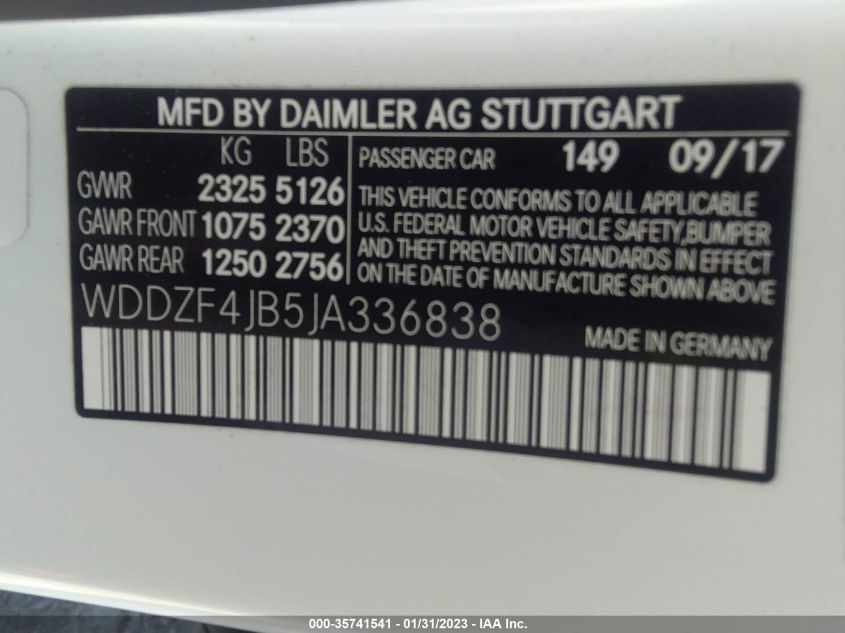 MFD BY DAIMLER AG STUTTGART
KG LBS
GVWR 2325 5126
GAWR FRONT 1075 2370
GAWR REAR 1250 2756
PASSENGER CAR 149 09/17
THIS VEHICLE CONFORMS TO ALL APPLICABLE
U.S. FEDERAL MOTOR VEHICLE SAFETY,BUMPER
AND THEFT PREVENTION STANDARDS IN EFFECT
ON THE DATE OF MANUFACTURE SHOWN ABOVE
WDDZF4JB5JA336838
MADE IN GERMANY
000-35741541 - 01/31/2023 - IAA Inc.